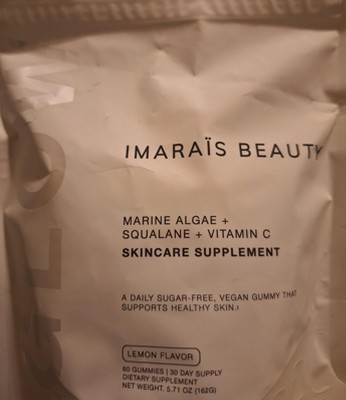 GLOW
IMARAÏS BEAUTY
MARINE ALGAE +
SQUALANE + VITAMIN C
SKINCARE SUPPLEMENT
A DAILY SUGAR-FREE, VEGAN GUMMY THAT
SUPPORTS HEALTHY SKIN.
LEMON FLAVOR
60 GUMMIES | 30 DAY SUPPLY
DIETARY SUPPLEMENT
NET WEIGHT. 5.71 OZ (162G)